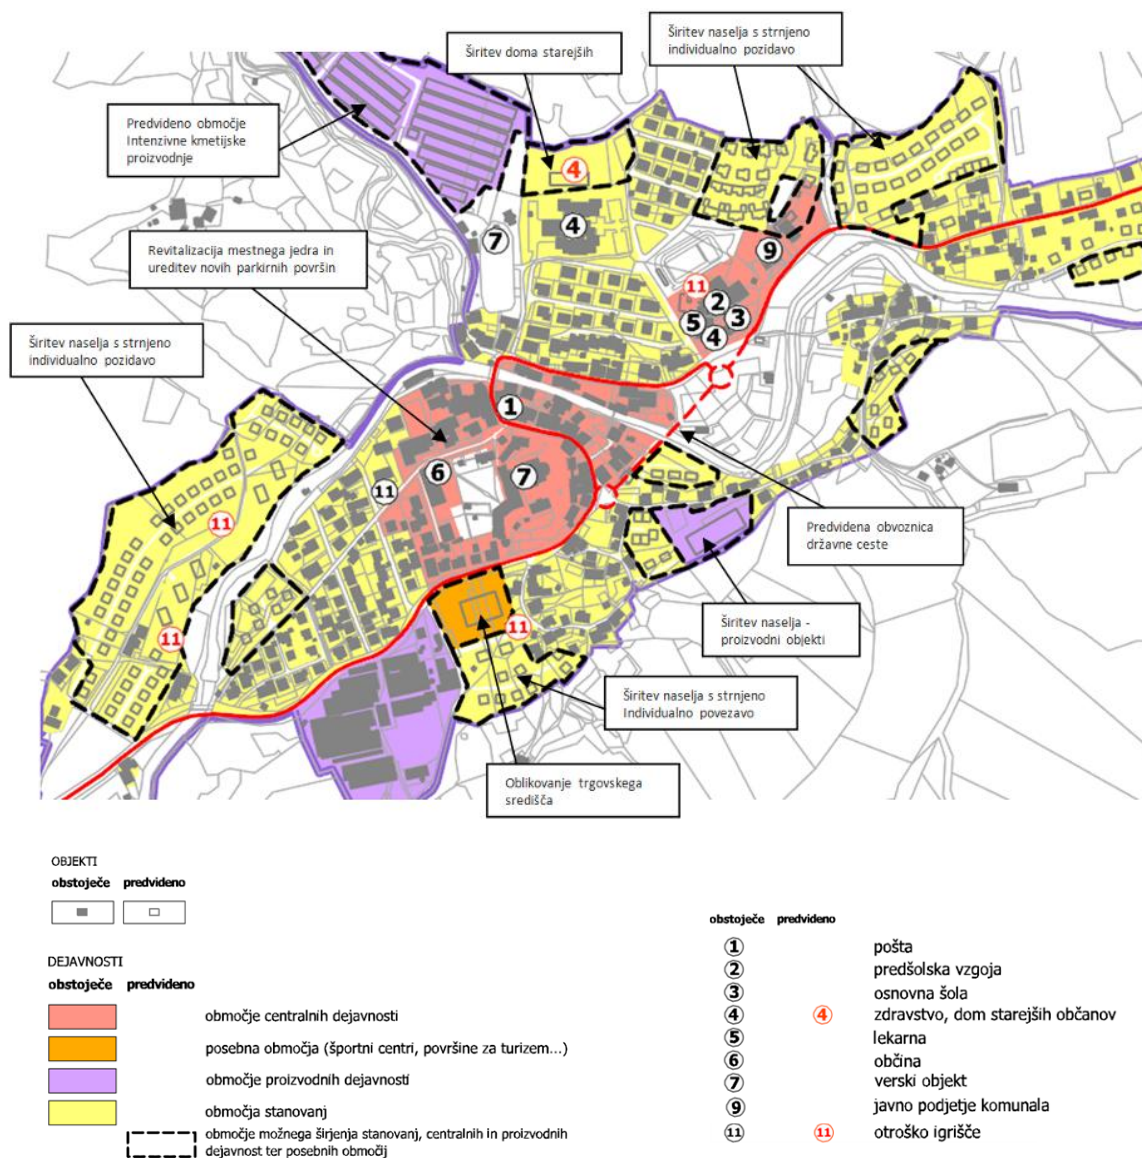 Širitev doma starejših
Širitev naselja s strnjeno
individualno pozidavo
Predvideno območje
Intenzivne kmetijske
proizvodnje
Revitalizacija mestnega jedra in
ureditev novih parkirnih površin
Širitev naselja s strnjeno
individualno pozidavo
4
4
7
9
11
2
3
5
4
1
6
7
11
11
11
11
Predvidena obvoznica
državne ceste
Širitev naselja -
proizvodni objekti
Širitev naselja s strnjeno
Individualno povezavo
Oblikovanje trgovskega
središča
OBJEKTI
obstoječe predvideno
DEJAVNOSTI
obstoječe predvideno
območje centralnih dejavnosti
posebna območja (športni centri, površine za turizem...)
območje proizvodnih dejavností
območja stanovanj
območje možnega širjenja stanovanj, centralnih in proizvodnih
dejavnost ter posebnih območij
obstoječe predvideno
1 pošta
2 predšolska vzgoja
3 osnovna šola
4 4 zdravstvo, dom starejših občanov
5 lekarna
6 občina
7 verski objekt
9 javno podjetje komunala
11 11 otroško igrišče